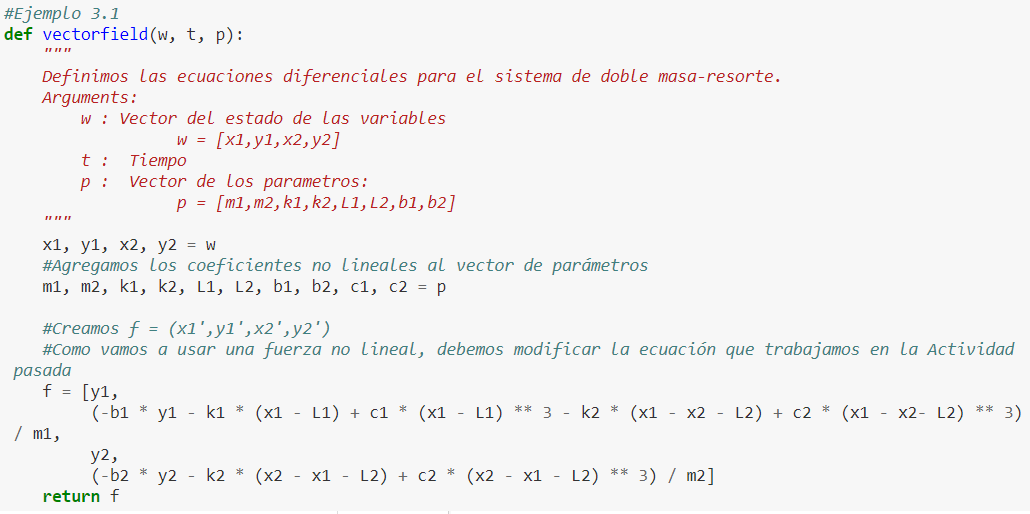 #Ejemplo 3.1
def vectorfield(w, t, p):
    """
    Definimos las ecuaciones diferenciales para el sistema de doble masa-resorte.
    Arguments:
        w : Vector del estado de las variables
                  w = [x1,y1,x2,y2]
        t :  Tiempo
        p :  Vector de los parametros:
                  p = [m1,m2,k1,k2,L1,L2,b1,b2]
    """
    x1, y1, x2, y2 = w
    #Agregamos los coeficientes no lineales al vector de parámetros
    m1, m2, k1, k2, L1, L2, b1, b2, c1, c2 = p
    #Creamos f = (x1',y1',x2',y2')
    #Como vamos a usar una fuerza no lineal, debemos modificar la ecuación que trabajamos en la Actividad
 pasada
    f = [y1,
         (-b1 * y1 - k1 * (x1 - L1) + c1 * (x1 - L1) ** 3 - k2 * (x1 - x2 - L2) + c2 * (x1 - x2- L2) ** 3)
 / m1,
         y2,
         (-b2 * y2 - k2 * (x2 - x1 - L2) + c2 * (x2 - x1 - L2) ** 3) / m2]
    return f